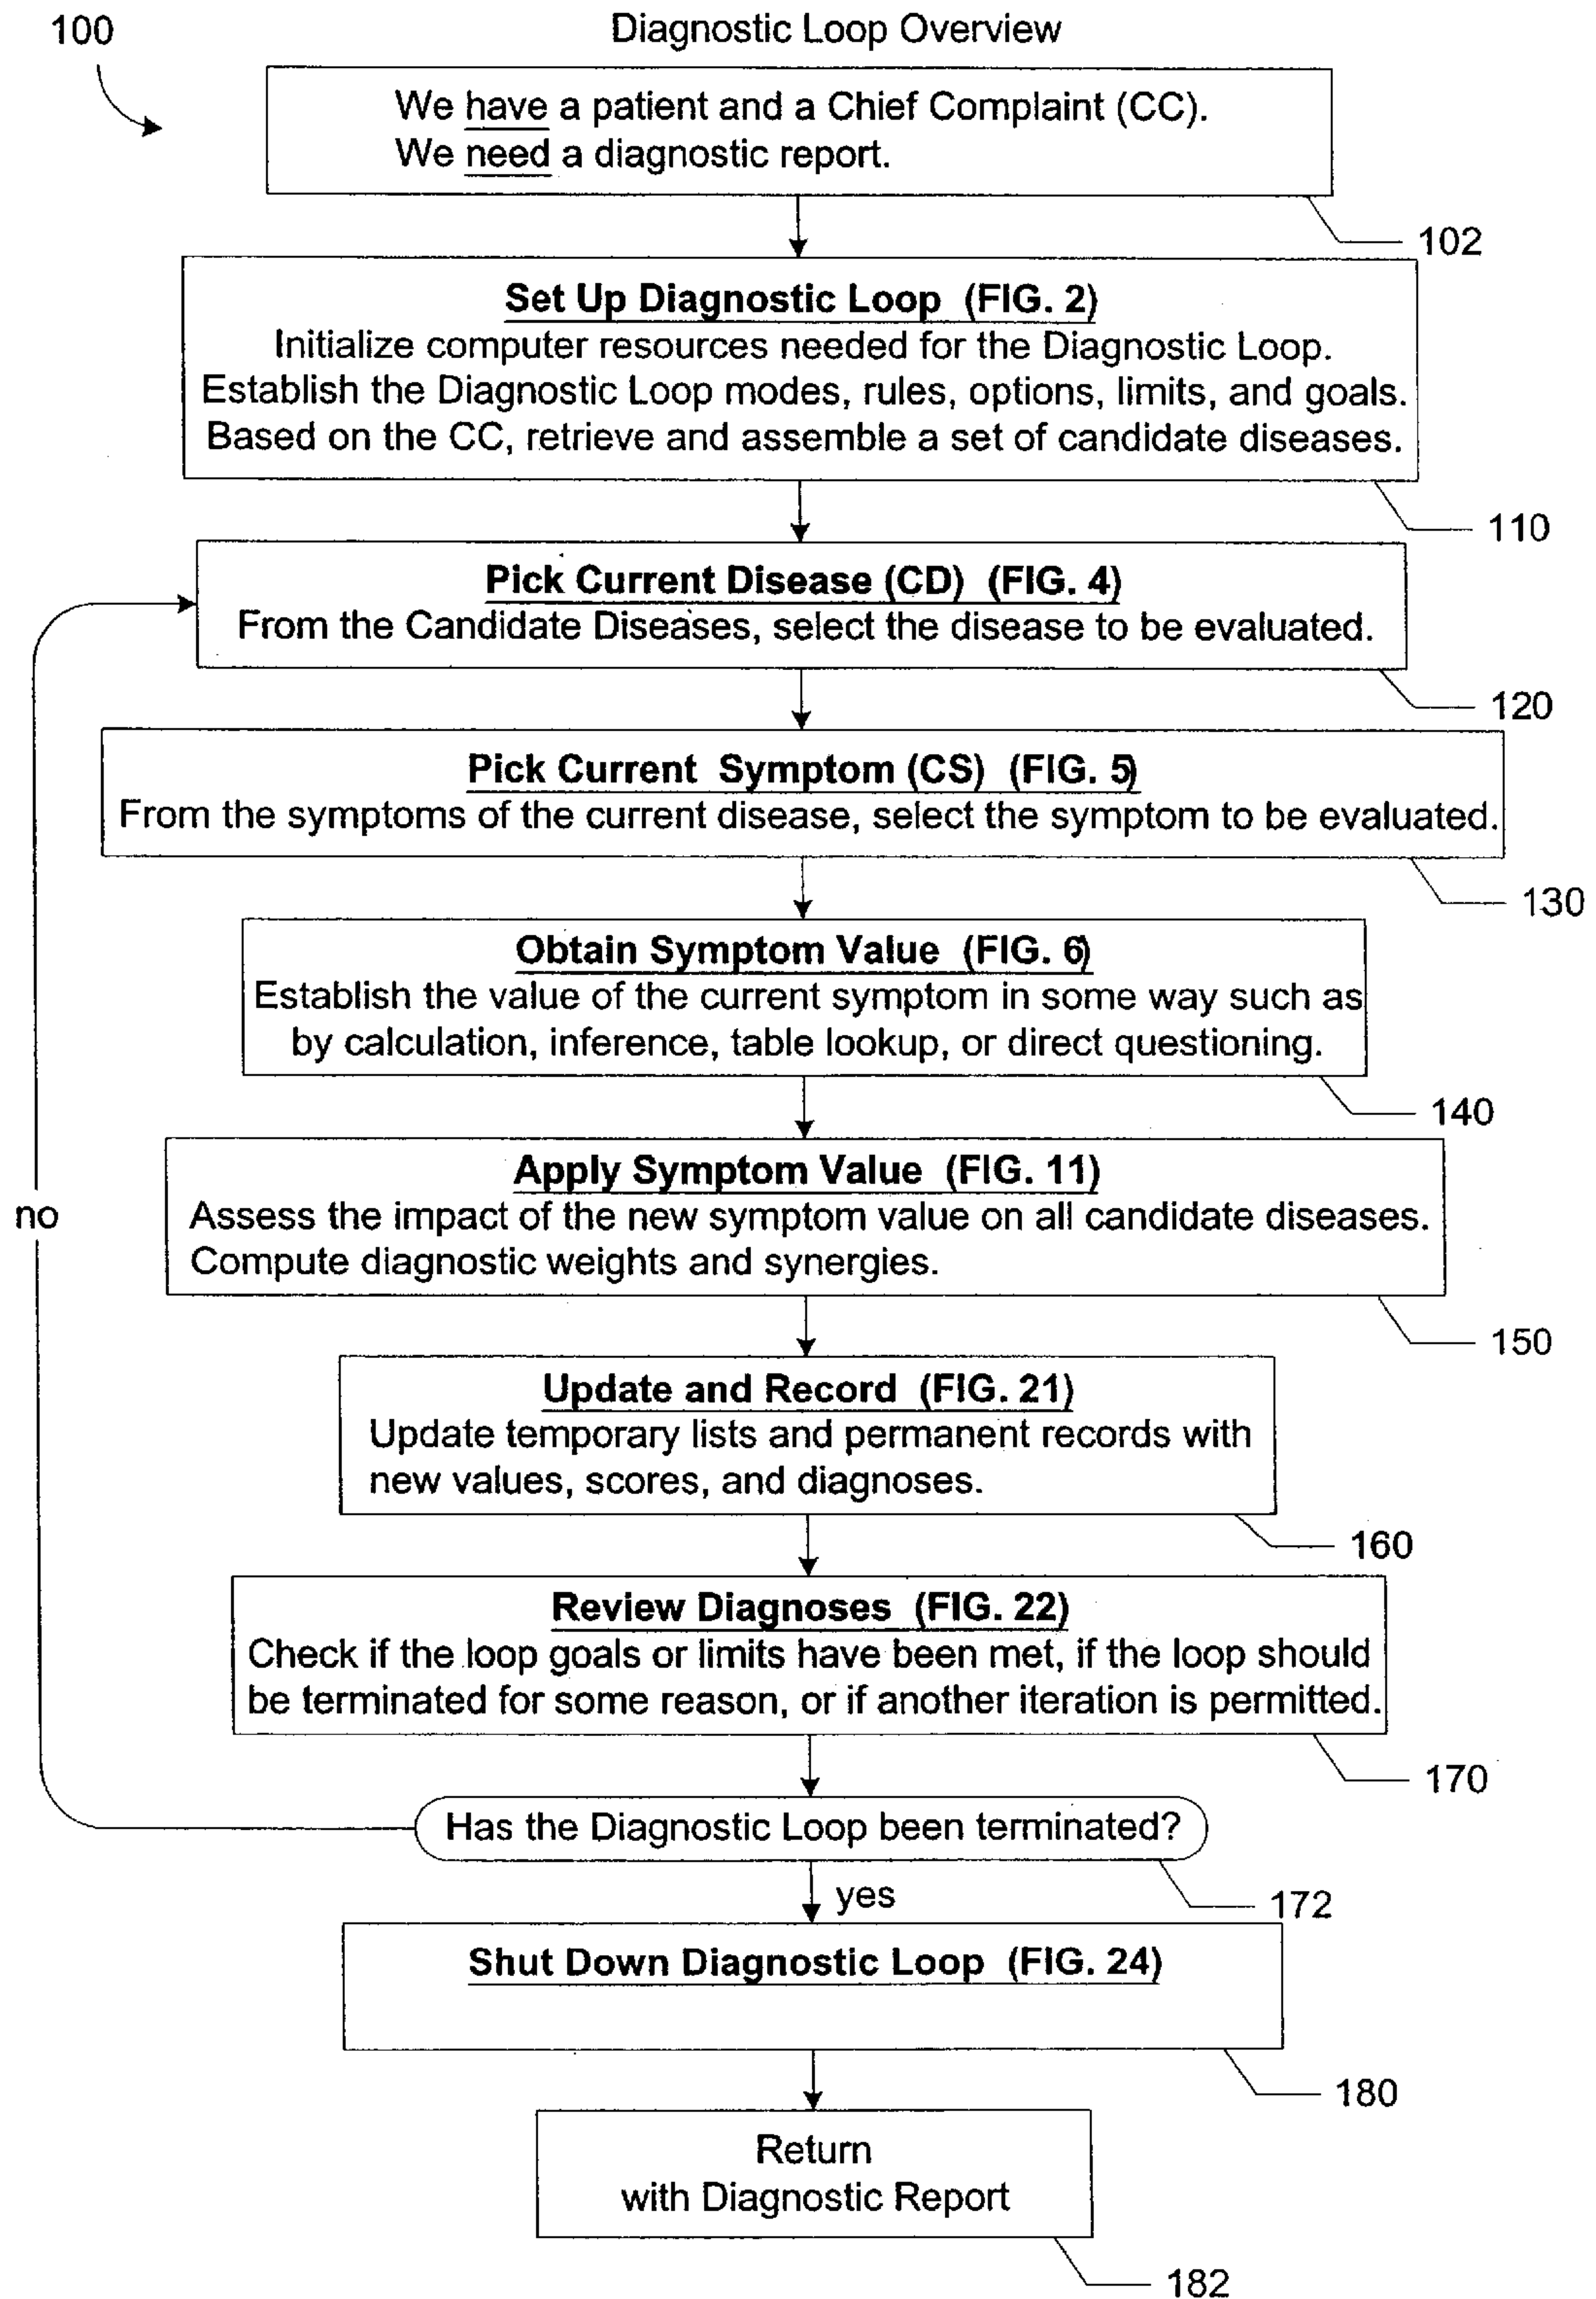 100
Diagnostic Loop Overview
We have a patient and a Chief Complaint (CC).
We need a diagnostic report.
102
Set Up Diagnostic Loop (FIG. 2)
Initialize computer resources needed for the Diagnostic Loop.
Establish the Diagnostic Loop modes, rules, options, limits, and goals.
Based on the CC, retrieve and assemble a set of candidate diseases.
110
Pick Current Disease (CD) (FIG. 4)
From the Candidate Diseases, select the disease to be evaluated.
120
Pick Current Symptom (CS) (FIG. 5)
From the symptoms of the current disease, select the symptom to be evaluated.
130
Obtain Symptom Value (FIG. 6)
Establish the value of the current symptom in some way such as
by calculation, inference, table lookup, or direct questioning.
140
Apply Symptom Value (FIG. 11)
Assess the impact of the new symptom value on all candidate diseases.
Compute diagnostic weights and synergies.
150
no
Update and Record (FIG. 21)
Update temporary lists and permanent records with
new values, scores, and diagnoses.
160
Review Diagnoses (FIG. 22)
Check if the loop goals or limits have been met, if the loop should
be terminated for some reason, or if another iteration is permitted.
170
Has the Diagnostic Loop been terminated?
yes
172
Shut Down Diagnostic Loop (FIG. 24)
180
Return
with Diagnostic Report
182